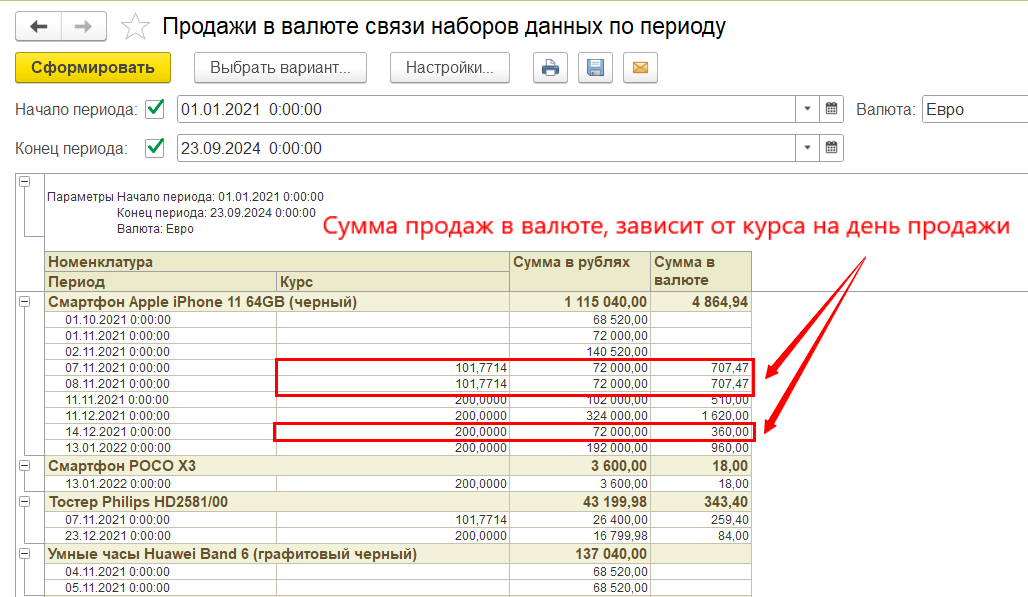 Продажи в валюте связи наборов данных по периоду
Сформировать Выбрать вариант... Настройки...
Начало периода: 01.01.2021 0:00:00 Валюта: Евро
Конец периода: 23.09.2024 0:00:00
Параметры Начало периода: 01.01.2021 0:00:00
Конец периода: 23.09.2024 0:00:00
Валюта: Евро
Сумма продаж в валюте, зависит от курса на день продажи
Номенклатура Сумма в рублях Сумма в валюте
Период Курс
Смартфон Apple iPhone 11 64GB (черный) 1 115 040,00 4 864,94
01.10.2021 0:00:00 68 520,00
01.11.2021 0:00:00 72 000,00
02.11.2021 0:00:00 140 520,00
07.11.2021 0:00:00 101,7714 72 000,00 707,47
08.11.2021 0:00:00 101,7714 72 000,00 707,47
11.11.2021 0:00:00 200,0000 102 000,00 510,00
11.12.2021 0:00:00 200,0000 324 000,00 1 620,00
14.12.2021 0:00:00 200,0000 72 000,00 360,00
13.01.2022 0:00:00 200,0000 192 000,00 960,00
Смартфон POCO X3 3 600,00 18,00
13.01.2022 0:00:00 200,0000 3 600,00 18,00
Тостер Philips HD2581/00 43 199,98 343,40
07.11.2021 0:00:00 101,7714 26 400,00 259,40
23.12.2021 0:00:00 200,0000 16 799,98 84,00
Умные часы Huawei Band 6 (графитовый черный) 137 040,00
04.11.2021 0:00:00 68 520,00
05.11.2021 0:00:00 68 520,00